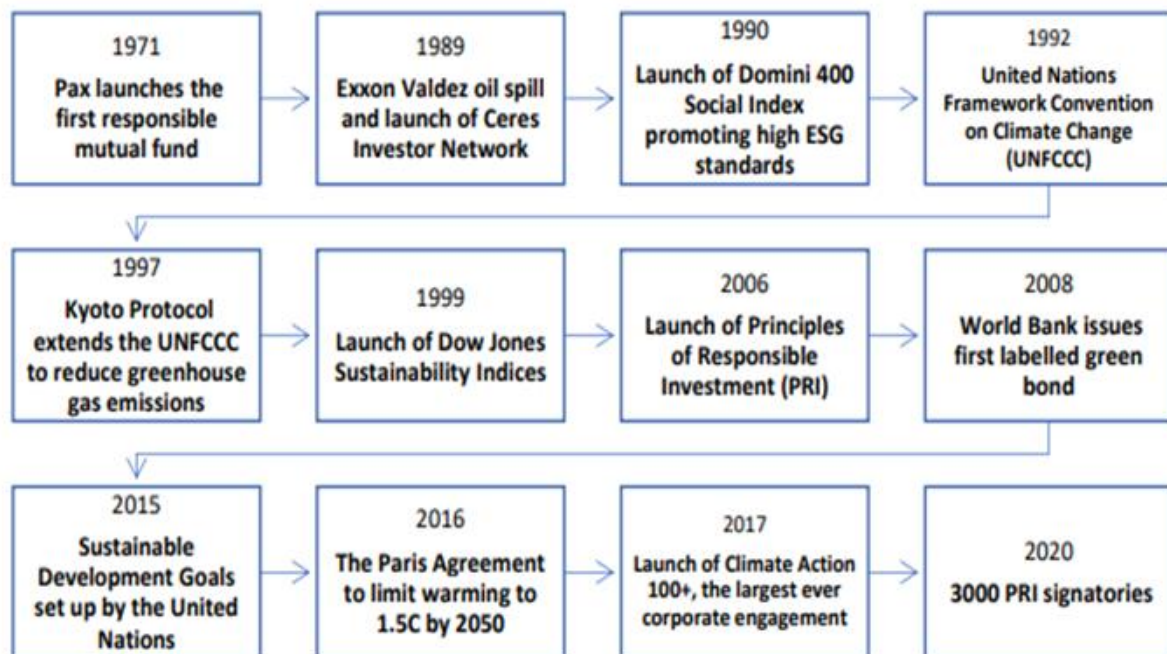 1971
Pax launches the
first responsible
mutual fund
1989
Exxon Valdez oil spill
and launch of Ceres
Investor Network
1990
Launch of Domini 400
Social Index
promoting high ESG
standards
1992
United Nations
Framework Convention
on Climate Change
(UNFCCC)
1997
Kyoto Protocol
extends the UNFCCC
to reduce greenhouse
gas emissions
1999
Launch of Dow Jones
Sustainability Indices
2006
Launch of Principles
of Responsible
Investment (PRI)
2008
World Bank issues
first labelled green
bond
2015
Sustainable
Development Goals
set up by the United
Nations
2016
The Paris Agreement
to limit warming to
1.5C by 2050
2017
Launch of Climate Action
100+, the largest ever
corporate engagement
2020
3000 PRI signatories